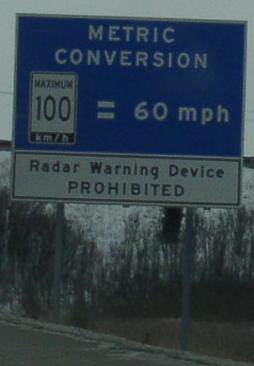 METRIC
CONVERSION
MAXIMUM
100
km/h
= 60 mph
Radar Warning Device
PROHIBITED